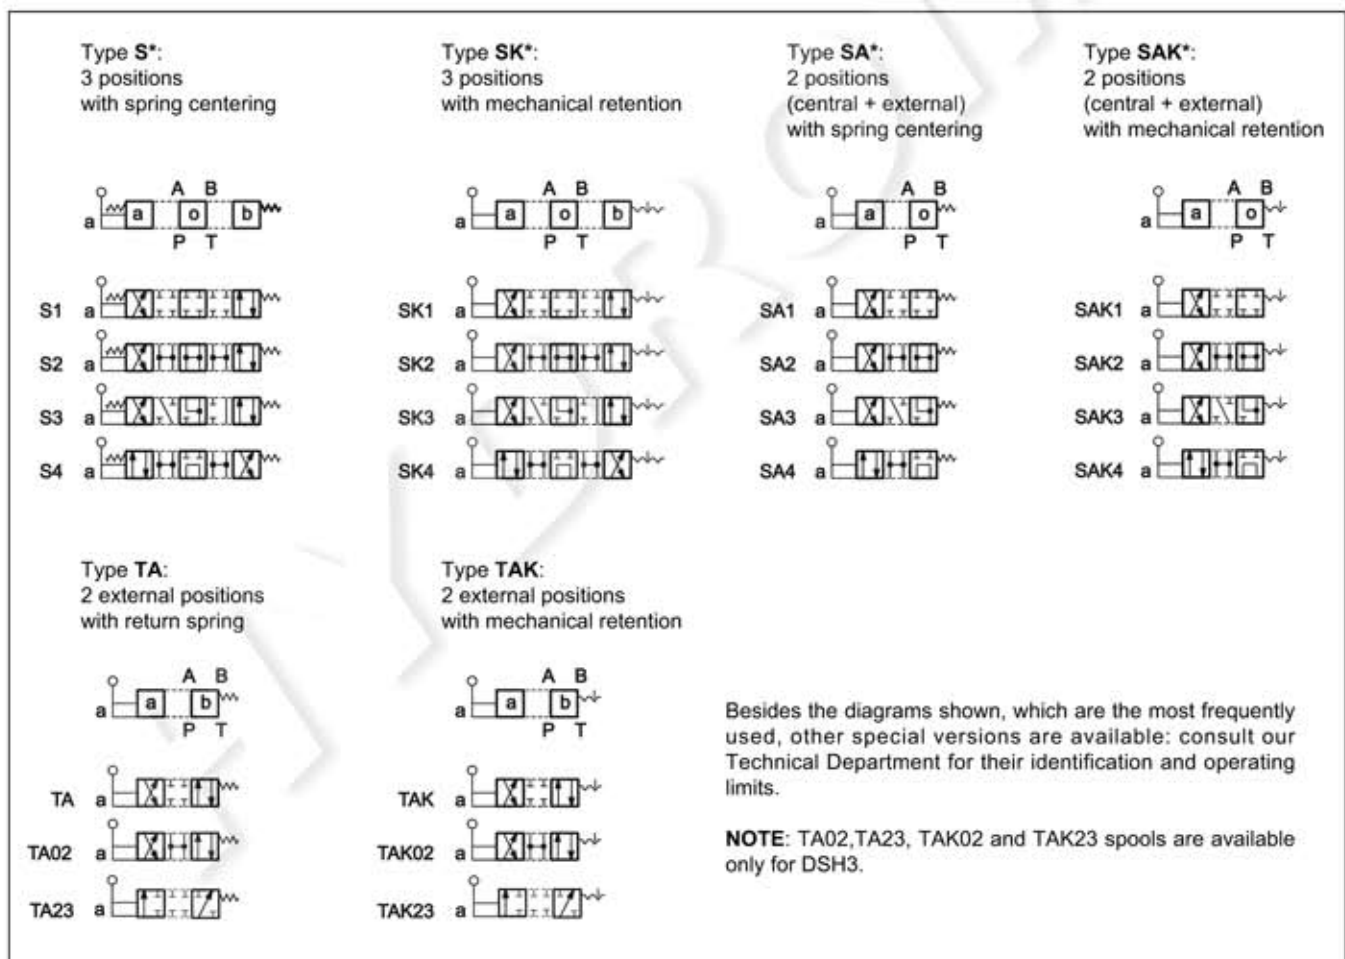 Type S*:
3 positions
with spring centering
Type SK*:
3 positions
with mechanical retention
Type SA*:
2 positions
(central + external)
with spring centering
Type SAK*:
2 positions
(central + external)
with mechanical retention
A B
a a o b
P T
A B
a a o b
P T
A B
a a o
P T
A B
a a o
P T
S1 a
SK1 a
SA1 a
SAK1 a
S2 a
SK2 a
SA2 a
SAK2 a
S3 a
SK3 a
SA3 a
SAK3 a
S4 a
SK4 a
SA4 a
SAK4 a
Type TA:
2 external positions
with return spring
Type TAK:
2 external positions
with mechanical retention
A B
a a b
P T
A B
a a b
P T
TA a
TAK a
TA02 a
TAK02 a
TA23 a
TAK23 a
Besides the diagrams shown, which are the most frequently
used, other special versions are available: consult our
Technical Department for their identification and operating
limits.
NOTE: TA02,TA23, TAK02 and TAK23 spools are available
only for DSH3.